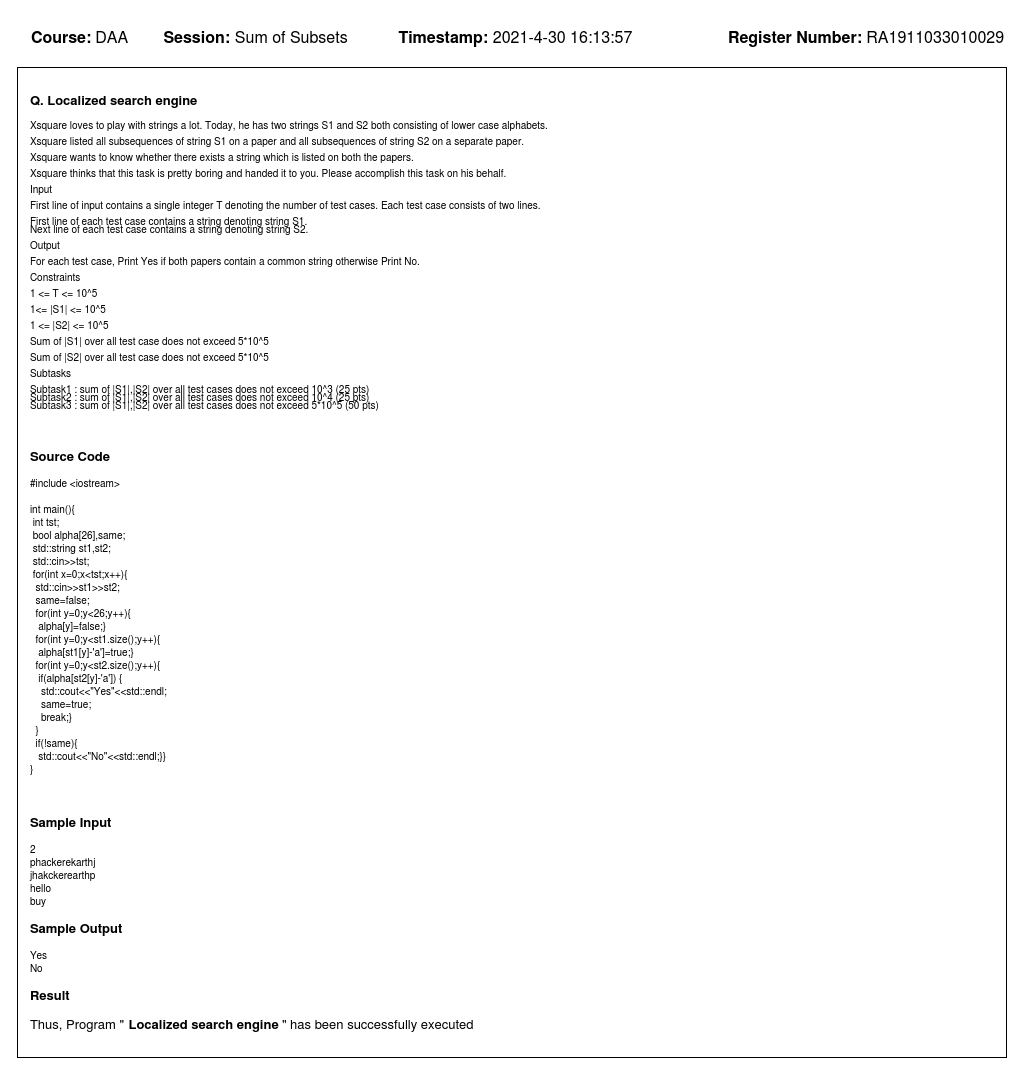 Course: DAA Session: Sum of Subsets Timestamp: 2021-4-30 16:13:57 Register Number: RA1911033010029
Q. Localized search engine
Xsquare loves to play with strings a lot. Today, he has two strings S1 and S2 both consisting of lower case alphabets.
Xsquare listed all subsequences of string S1 on a paper and all subsequences of string S2 on a separate paper.
Xsquare wants to know whether there exists a string which is listed on both the papers.
Xsquare thinks that this task is pretty boring and handed it to you. Please accomplish this task on his behalf.
Input
First line of input contains a single integer T denoting the number of test cases. Each test case consists of two lines.
First line of each test case contains a string denoting string S1.
Next line of each test case contains a string denoting string S2.
Output
For each test case, Print Yes if both papers contain a common string otherwise Print No.
Constraints
1 <= T <= 10^5
1<= |S1| <= 10^5
1 <= |S2| <= 10^5
Sum of |S1| over all test case does not exceed 5*10^5
Sum of |S2| over all test case does not exceed 5*10^5
Subtasks
Subtask1 : sum of |S1|,|S2| over all test cases does not exceed 10^3 (25 pts)
Subtask2 : sum of |S1|,|S2| over all test cases does not exceed 10^4 (25 pts)
Subtask3 : sum of |S1|,|S2| over all test cases does not exceed 5*10^5 (50 pts)
Source Code
#include <iostream>
int main(){
int tst;
bool alpha[26],same;
std::string st1,st2;
std::cin>>tst;
for(int x=0;x<tst;x++){
std::cin>>st1>>st2;
same=false;
for(int y=0;y<26;y++){
alpha[y]=false;}
for(int y=0;y<st1.size();y++){
alpha[st1[y]-'a']=true;}
for(int y=0;y<st2.size();y++){
if(alpha[st2[y]-'a']) {
std::cout<<"Yes"<<std::endl;
same=true;
break;}
}
if(!same){
std::cout<<"No"<<std::endl;}}
}
Sample Input
2
phackerekarthj
jhakckerearthp
hello
buy
Sample Output
Yes
No
Result
Thus, Program " Localized search engine " has been successfully executed